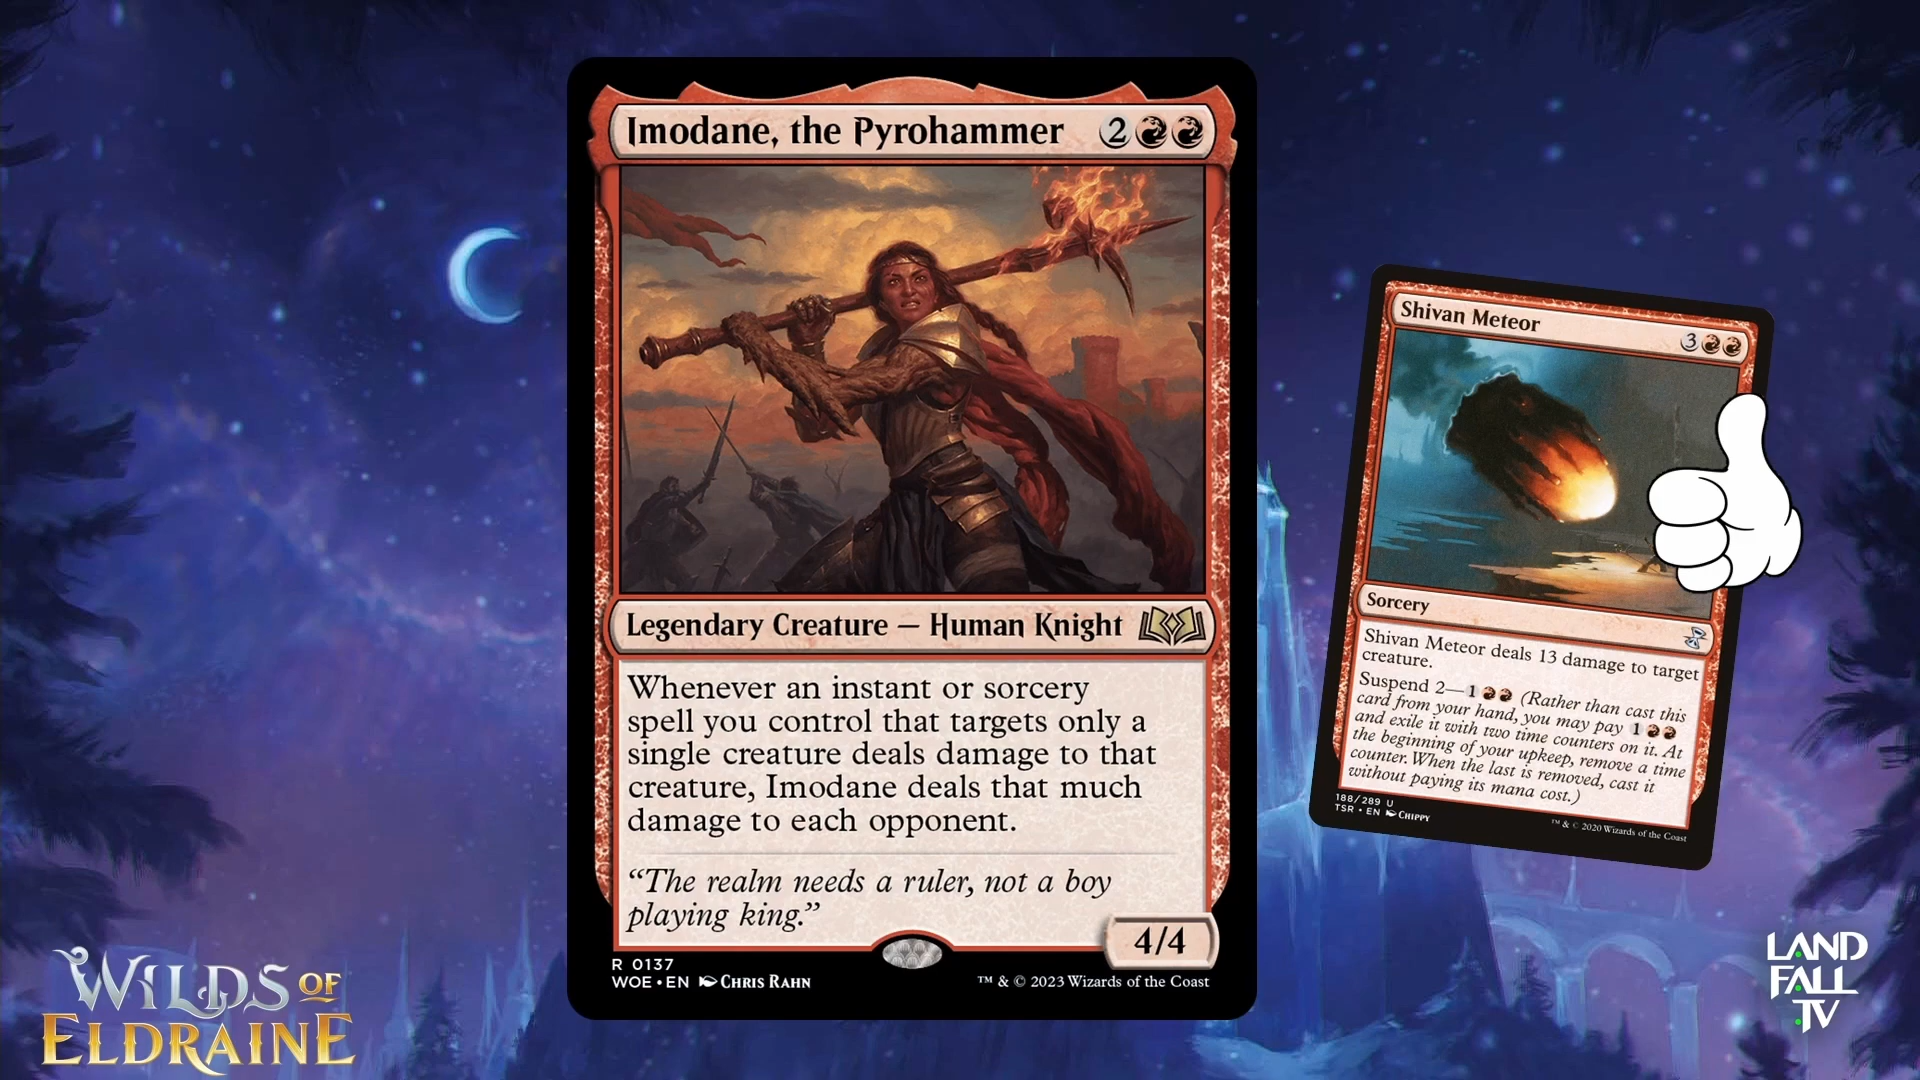 Imodane, the Pyrohammer 2
Legendary Creature — Human Knight
Whenever an instant or sorcery
spell you control that targets only a
single creature deals damage to that
creature, Imodane deals that much
damage to each opponent.
“The realm needs a ruler, not a boy
playing king.”
4/4
R 0137
WOE • EN Chris Rahn
™ & © 2023 Wizards of the Coast
Shivan Meteor
3
Sorcery
Shivan Meteor deals 13 damage to target
creature.
Suspend 2—1 (Rather than cast this
card from your hand, you may pay 1
and exile it with two time counters on it. At
the beginning of your upkeep, remove a time
counter. When the last is removed, cast it
without paying its mana cost.)
188/289 U
TSR • EN Chippy
™ & © 2020 Wizards of the Coast
WILDS OF
ELDRAINE
LAND
FALL
.TV